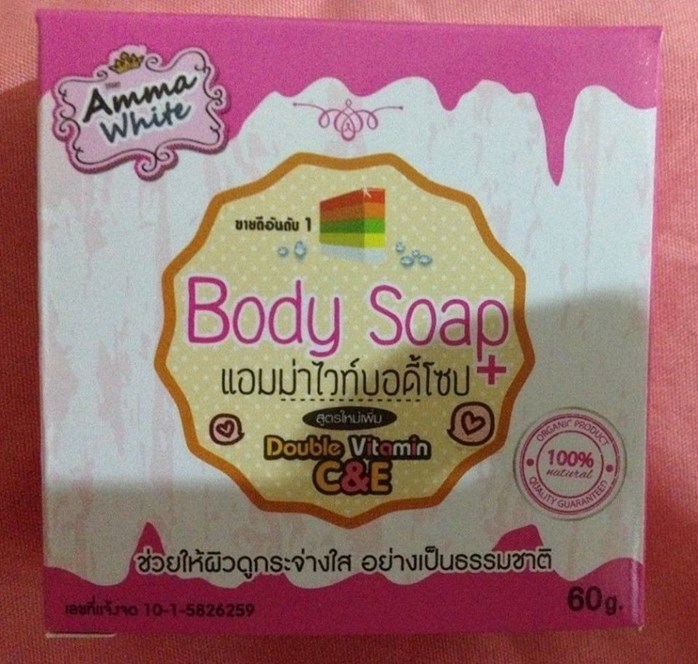 Amma
White
ขายดีอันดับ 1
Body Soap+
แอมม่าไวท์บอดี้โซป
สูตรใหม่เพิ่ม
Double Vitamin
C&E
ORGANIC PRODUCT
100%
natural
QUALITY GUARANTEED
ช่วยให้ผิวดูกระจ่างใส อย่างเป็นธรรมชาติ
เลขที่แจ้งจด 10-1-5826259
60g.